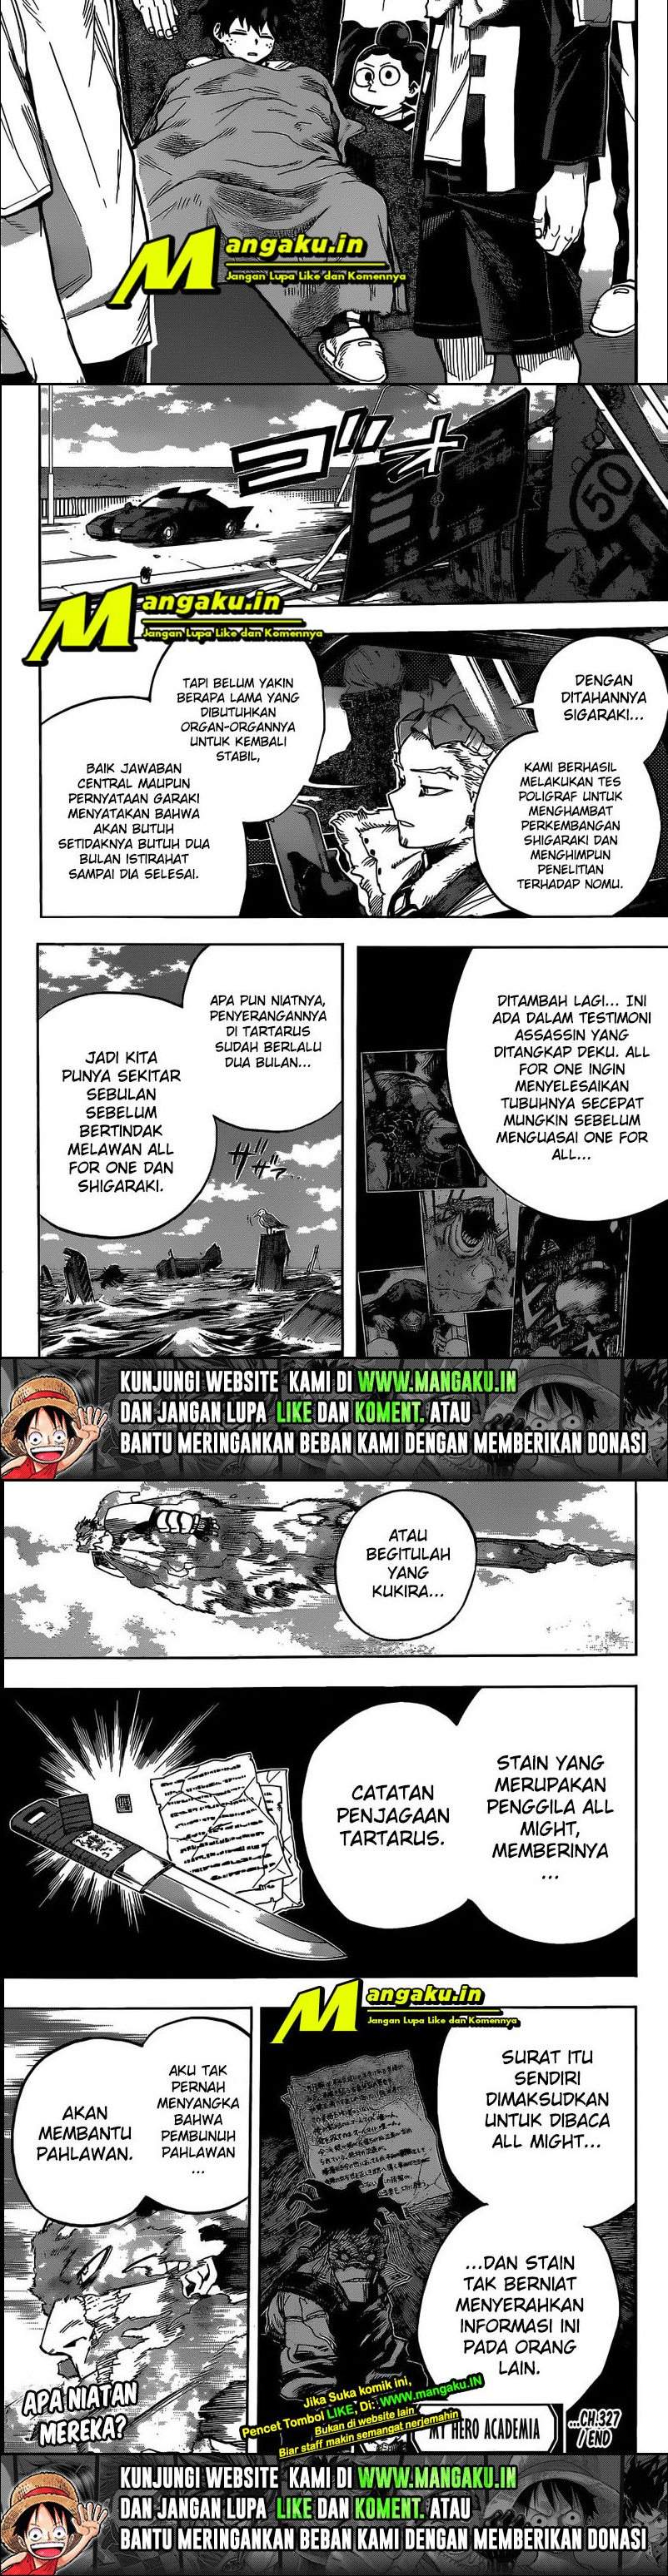 Mangaku.in
Jangan Lupa Like dan Komennya
ゴォ
50
Mangaku.in
Jangan Lupa Like dan Komennya
DENGAN
DITAHANNYA
SIGARAKI...
KAMI BERHASIL
MELAKUKAN TES
POLIGRAF UNTUK
MENGHAMBAT
PERKEMBANGAN
SHIGARAKI DAN
MENGHIMPUN
PENELITIAN
TERHADAP NOMU.
TAPI BELUM YAKIN
BERAPA LAMA YANG
DIBUTUHKAN
ORGAN-ORGANNYA
UNTUK KEMBALI
STABIL,
BAIK JAWABAN
CENTRAL MAUPUN
PERNYATAAN GARAKI
MENYATAKAN BAHWA
AKAN BUTUH
SETIDAKNYA BUTUH DUA
BULAN ISTIRAHAT
SAMPAI DIA SELESAI.
DITAMBAH LAGI... INI
ADA DALAM TESTIMONI
ASSASSIN YANG
DITANGKAP DEKU. ALL
FOR ONE INGIN
MENYELESAIKAN
TUBUHNYA SECEPAT
MUNGKIN SEBELUM
MENGUASAI ONE FOR
ALL...
APA PUN NIATNYA,
PENYERANGANNYA
DI TARTARUS
SUDAH BERLALU
DUA BULAN...
JADI KITA
PUNYA SEKITAR
SEBULAN
SEBELUM
BERTINDAK
MELAWAN ALL
FOR ONE DAN
SHIGARAKI.
KUNJUNGI WEBSITE KAMI DI WWW.MANGAKU.IN
DAN JANGAN LUPA LIKE DAN KOMENT. ATAU
BANTU MERINGANKAN BEBAN KAMI DENGAN MEMBERIKAN DONASI
ATAU
BEGITULAH
YANG
KUKIRA...
STAIN YANG
MERUPAKAN
PENGGILA ALL
MIGHT,
MEMBERINYA
...
CATATAN
PENJAGAAN
TARTARUS.
Mangaku.in
Jangan Lupa Like dan Komennya
SURAT ITU
SENDIRI
DIMAKSUDKAN
UNTUK DIBACA
ALL MIGHT...
...DAN STAIN
TAK BERNIAT
MENYERAHKAN
INFORMASI INI
PADA ORANG
LAIN.
AKU TAK
PERNAH
MENYANGKA
BAHWA
PEMBUNUH
PAHLAWAN
...
AKAN
MEMBANTU
PAHLAWAN.
APA NIATAN
MEREKA?
Jika Suka komik ini,
Pencet Tombol LIKE, Di: www.mangaku.IN
Bukan di website lain
Biar staff makin semangat nerjemahin
MY HERO ACADEMIA
...CH.327
/ END
KUNJUNGI WEBSITE KAMI DI WWW.MANGAKU.IN
DAN JANGAN LUPA LIKE DAN KOMENT. ATAU
BANTU MERINGANKAN BEBAN KAMI DENGAN MEMBERIKAN DONASI